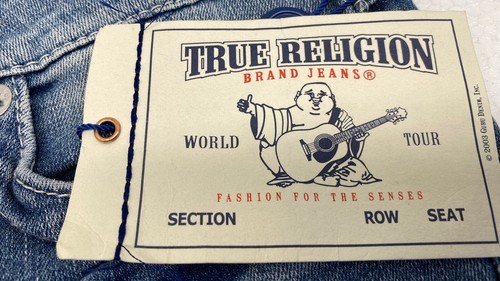 TRUE RELIGION
BRAND JEANS®
WORLD TOUR
FASHION FOR THE SENSES
SECTION ROW SEAT
© 2003 GURU DENIM, INC.